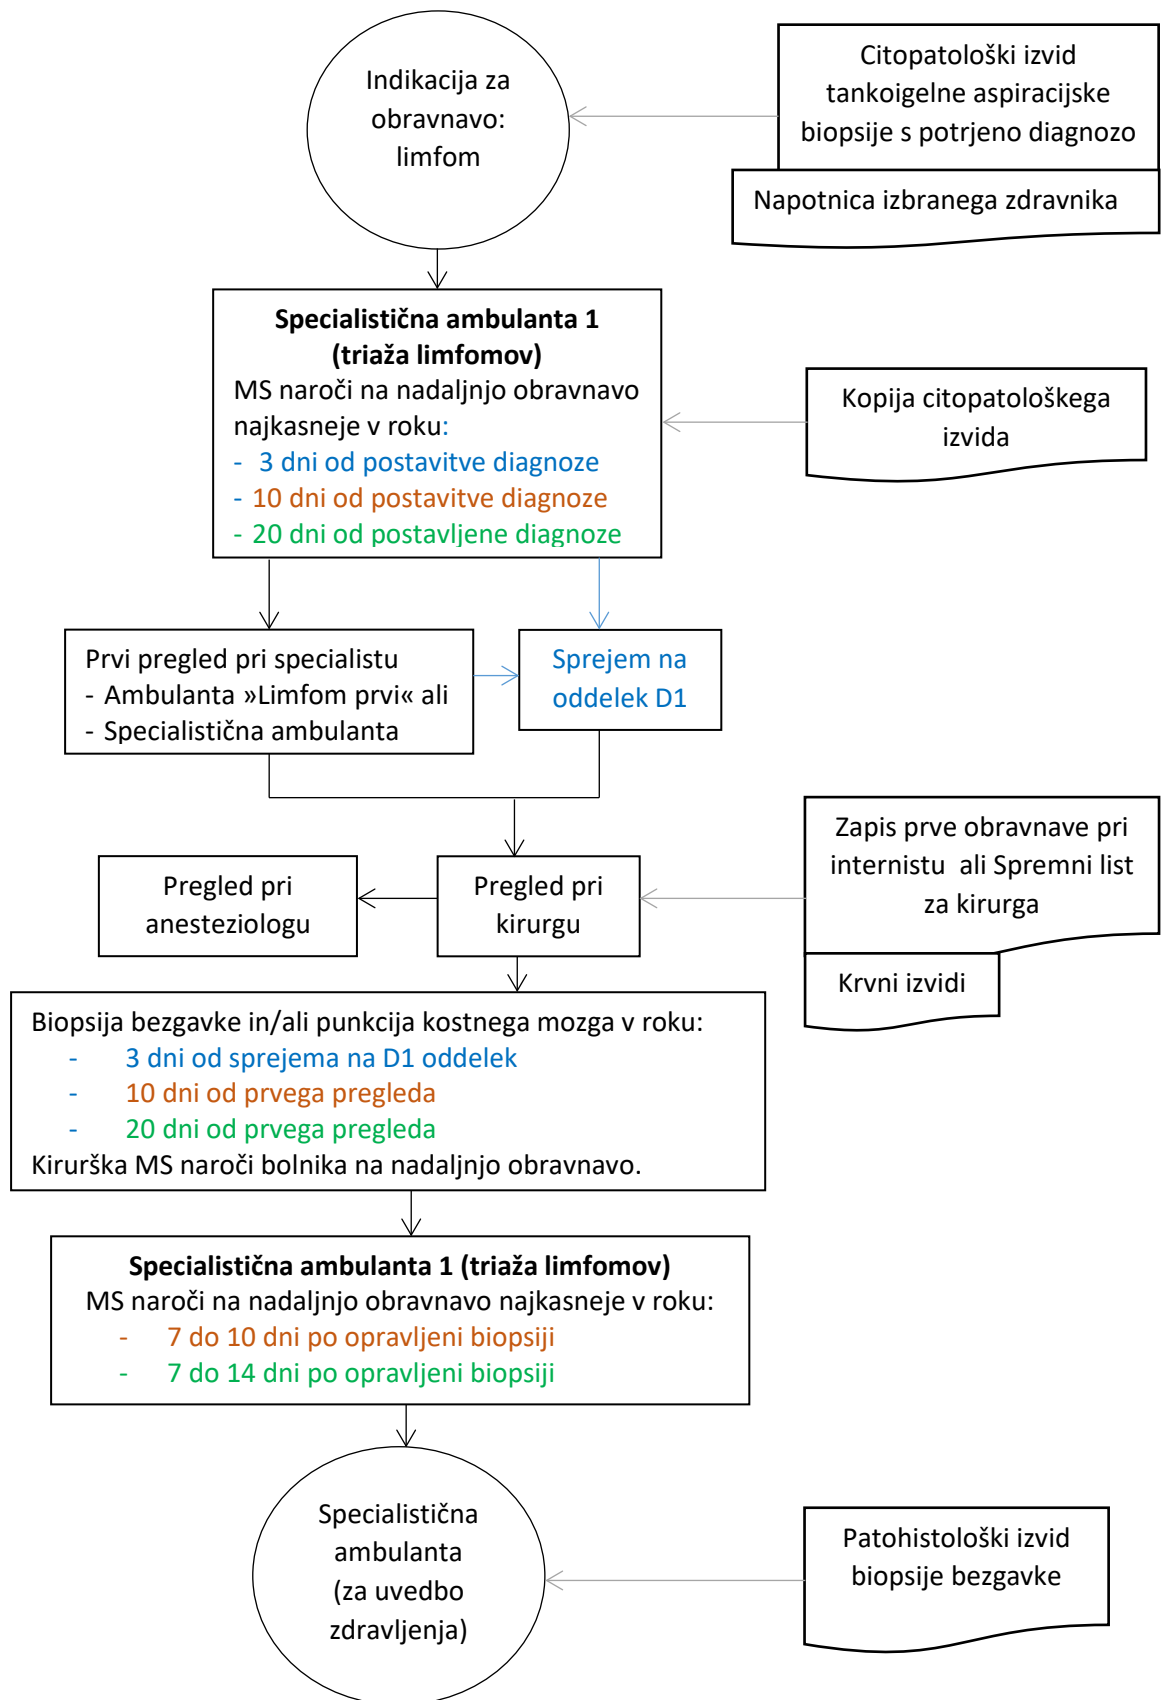 Indikacija za
obravnavo:
limfom
Citopatološki izvid
tankoigelne aspiracijske
biopsije s potrjeno diagnozo
Napotnica izbranega zdravnika
Specialistična ambulanta 1
(triaža limfomov)
MS naroči na nadaljnjo obravnavo
najkasneje v roku:
- 3 dni od postavitve diagnoze
- 10 dni od postavitve diagnoze
- 20 dni od postavljene diagnoze
Kopija citopatološkega
izvida
Prvi pregled pri specialistu
- Ambulanta »Limfom prvi« ali
- Specialistična ambulanta
Sprejem na
oddelek D1
Zapis prve obravnave pri
internistu ali Spremni list
za kirurga
Krvni izvidi
Pregled pri
anesteziologu
Pregled pri
kirurgu
Biopsija bezgavke in/ali punkcija kostnega mozga v roku:
- 3 dni od sprejema na D1 oddelek
- 10 dni od prvega pregleda
- 20 dni od prvega pregleda
Kirurška MS naroči bolnika na nadaljnjo obravnavo.
Specialistična ambulanta 1 (triaža limfomov)
MS naroči na nadaljnjo obravnavo najkasneje v roku:
- 7 do 10 dni po opravljeni biopsiji
- 7 do 14 dni po opravljeni biopsiji
Specialistična
ambulanta
(za uvedbo
zdravljenja)
Patohistološki izvid
biopsije bezgavke